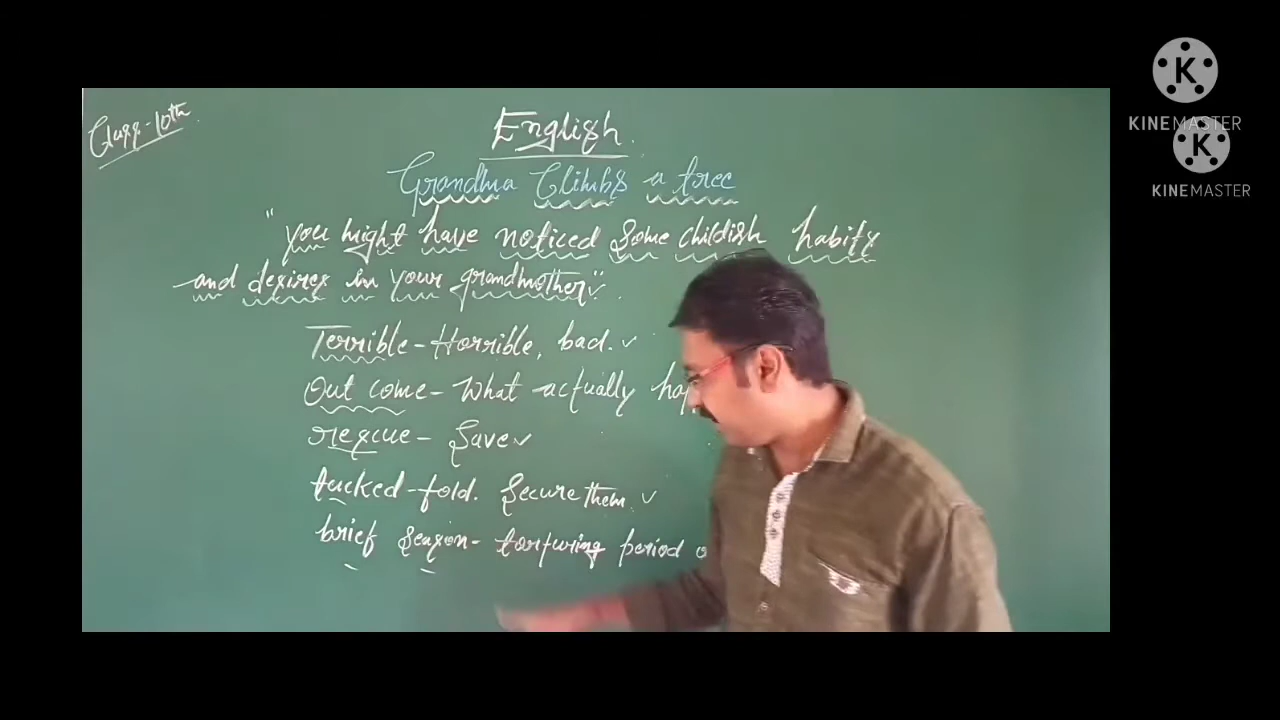 Class-10th
English
Grandma Climbs a tree
"you might have noticed some childish habits
and desires in your grandmother".
Terrible - Horrible, bad.
Out come - What actually
rescue - Save
tucked - fold. Secure them.
brief season - torturing period
KINEMASTER
KINEMASTER